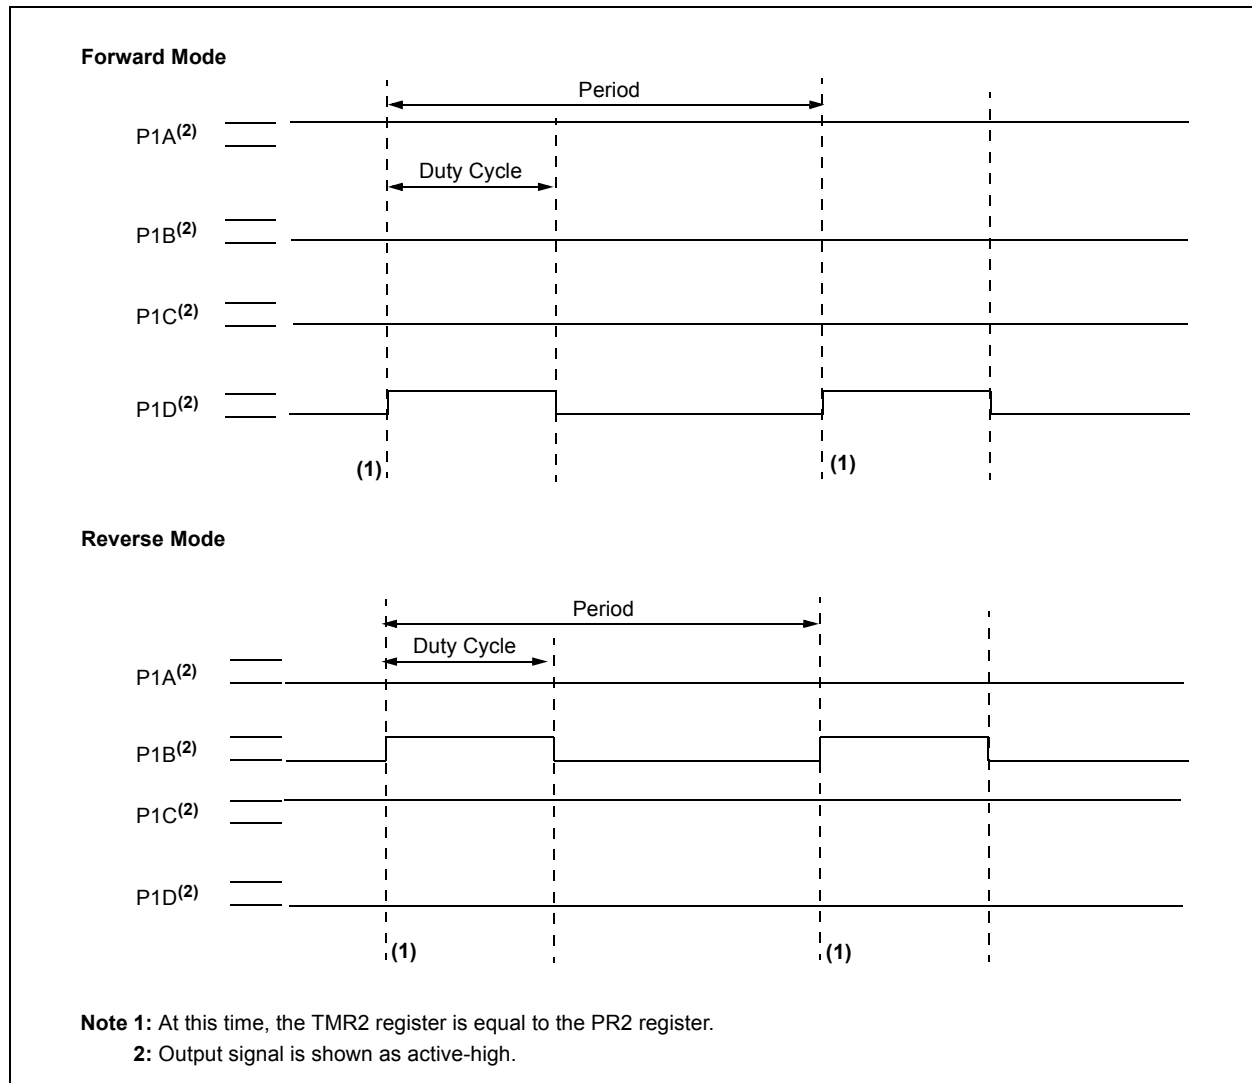 Forward Mode
Period
P1A(2)
Duty Cycle
P1B(2)
P1C(2)
P1D(2)
(1)
(1)
Reverse Mode
Period
Duty Cycle
P1A(2)
P1B(2)
P1C(2)
P1D(2)
(1)
(1)
Note 1: At this time, the TMR2 register is equal to the PR2 register.
2: Output signal is shown as active-high.